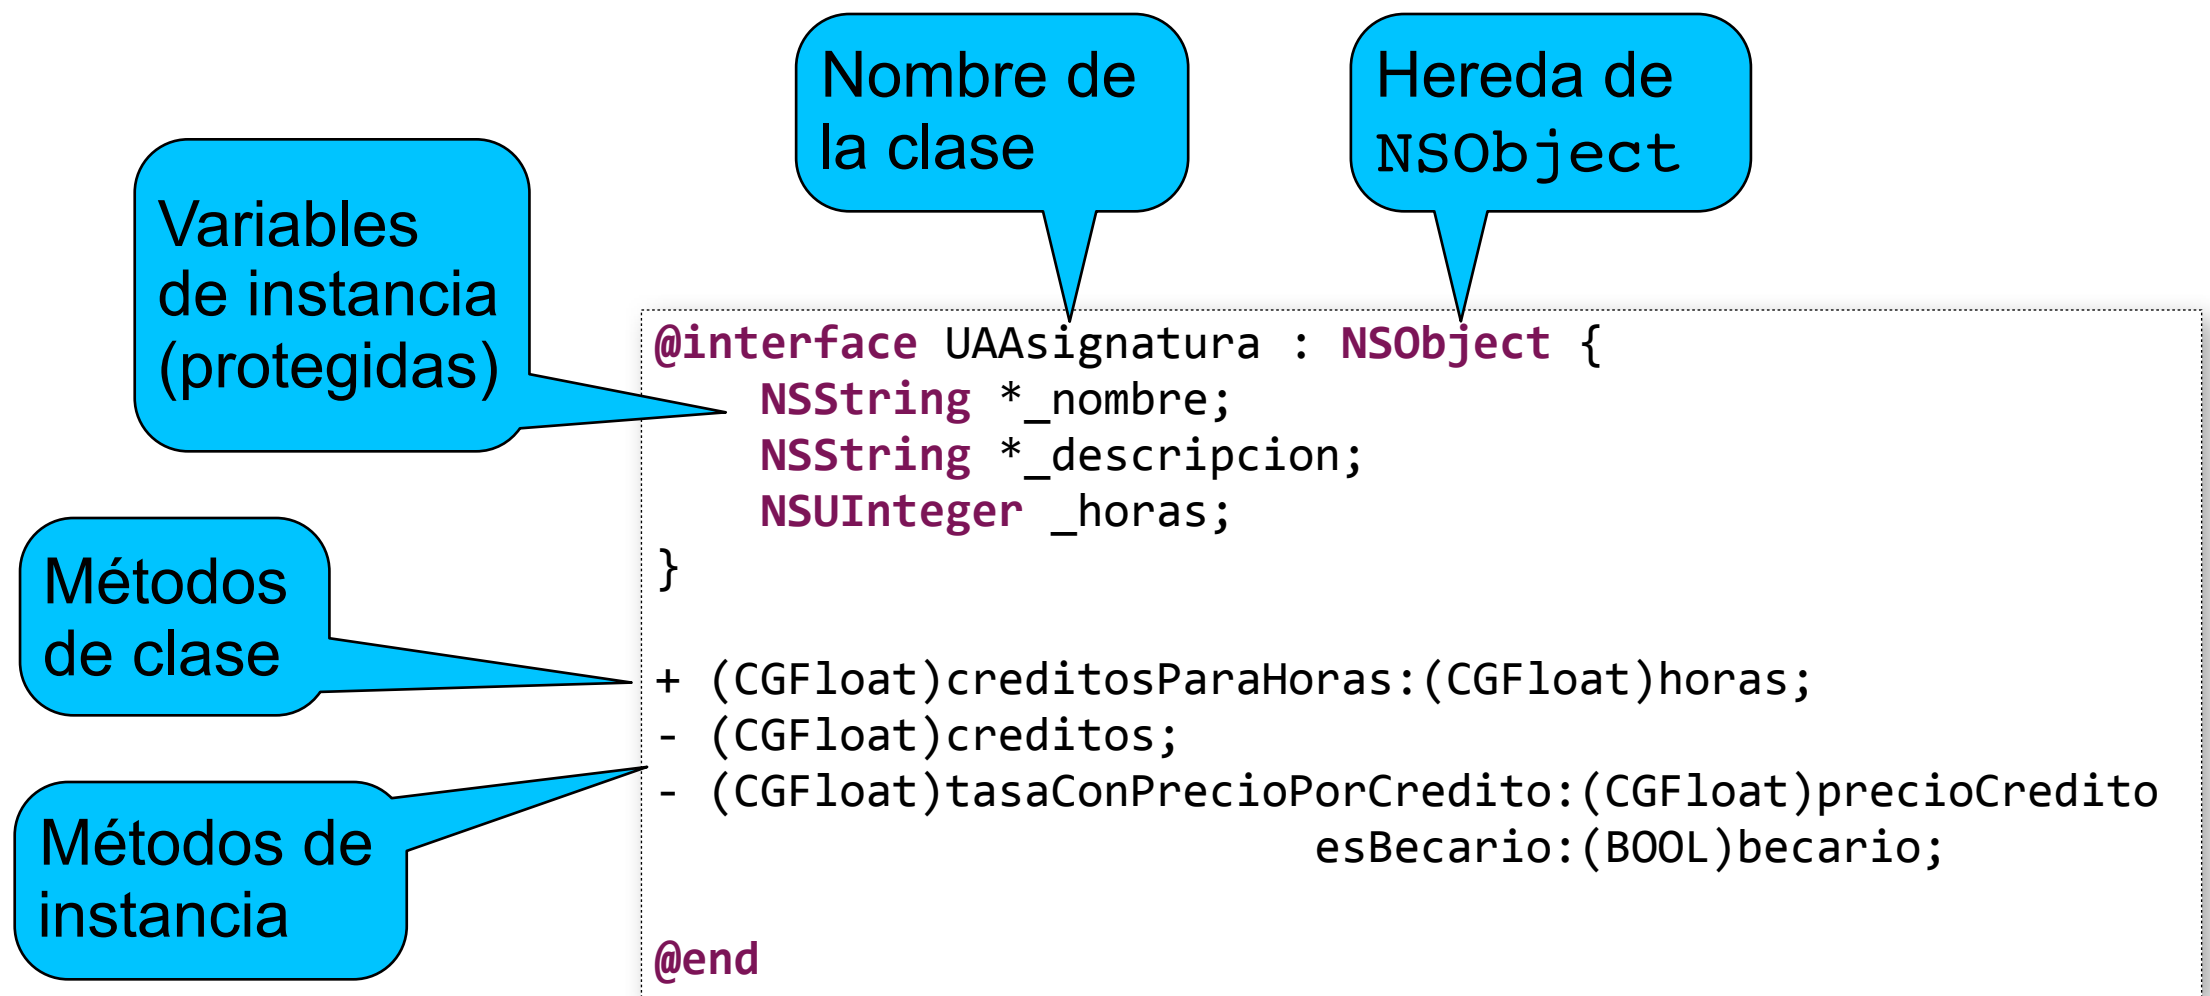 Nombre de
la clase
Hereda de
NSObject
Variables
de instancia
(protegidas)
@interface UAAsignatura : NSObject {
    NSString *_nombre;
    NSString *_descripcion;
    NSUInteger _horas;
}
Métodos
de clase
+ (CGFloat)creditosParaHoras:(CGFloat)horas;
- (CGFloat)creditos;
- (CGFloat)tasaConPrecioPorCredito:(CGFloat)precioCredito
                         esBecario:(BOOL)becario;
Métodos de
instancia
@end